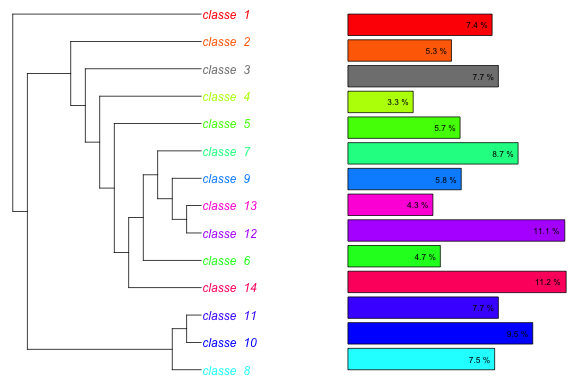 classe 1 7.4 %
classe 2 5.3 %
classe 3 7.7 %
classe 4 3.3 %
classe 5 5.7 %
classe 7 8.7 %
classe 9 5.8 %
classe 13 4.3 %
classe 12 11.1 %
classe 6 4.7 %
classe 14 11.2 %
classe 11 7.7 %
classe 10 9.5 %
classe 8 7.5 %